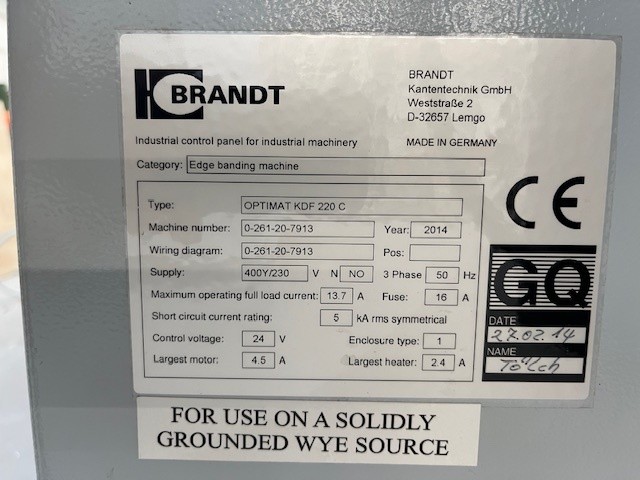 BRANDT
BRANDT
Kantentechnik GmbH
Weststraße 2
D-32657 Lemgo
Industrial control panel for industrial machinery
MADE IN GERMANY
Category: Edge banding machine
Type: OPTIMAT KDF 220 C
Machine number: 0-261-20-7913 Year: 2014
Wiring diagram: 0-261-20-7913 Pos:
Supply: 400Y/230 V N NO 3 Phase 50 Hz
Maximum operating full load current: 13.7 A Fuse: 16 A
Short circuit current rating: 5 kA rms symmetrical
Control voltage: 24 V Enclosure type: 1
Largest motor: 4.5 A Largest heater: 2.4 A
CE
GQ
DATE
27.02.14
NAME
FOR USE ON A SOLIDLY
GROUNDED WYE SOURCE